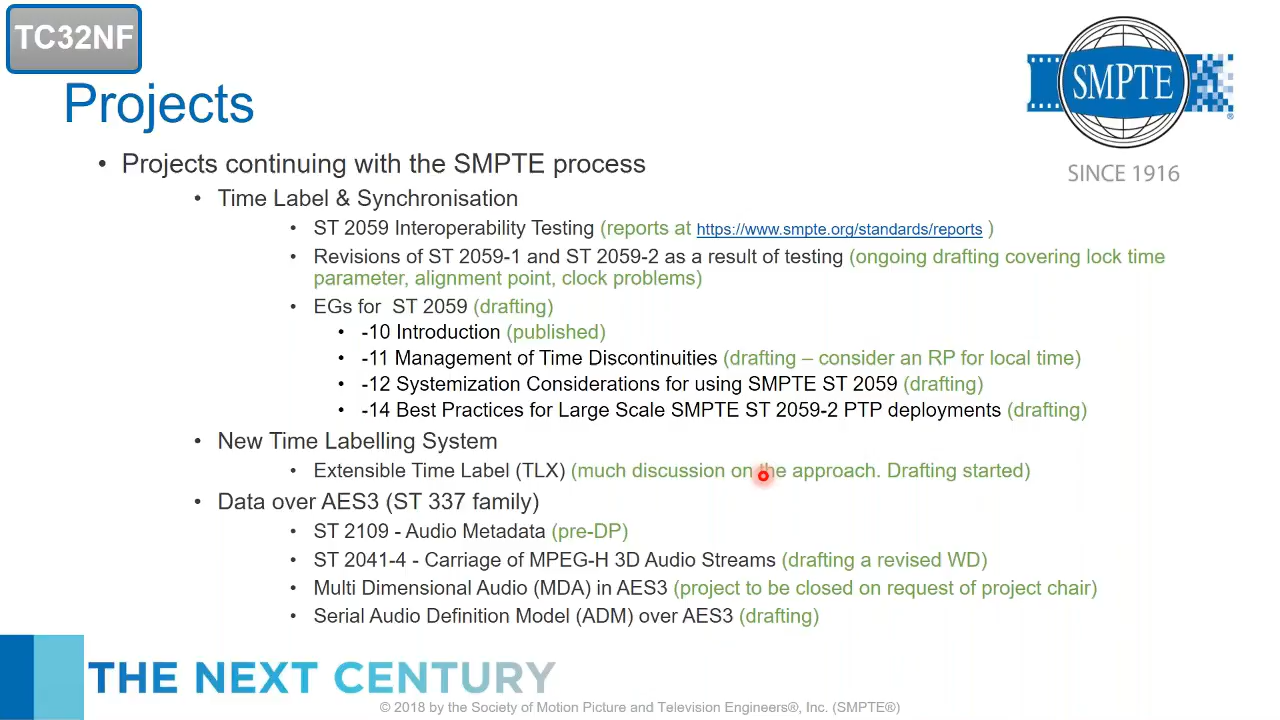 TC32NF
SMPTE
®
SINCE 1916
Projects
• Projects continuing with the SMPTE process
• Time Label & Synchronisation
• ST 2059 Interoperability Testing (reports at https://www.smpte.org/standards/reports )
• Revisions of ST 2059-1 and ST 2059-2 as a result of testing (ongoing drafting covering lock time
parameter, alignment point, clock problems)
• EGs for ST 2059 (drafting)
• -10 Introduction (published)
• -11 Management of Time Discontinuities (drafting – consider an RP for local time)
• -12 Systemization Considerations for using SMPTE ST 2059 (drafting)
• -14 Best Practices for Large Scale SMPTE ST 2059-2 PTP deployments (drafting)
• New Time Labelling System
• Extensible Time Label (TLX) (much discussion on the approach. Drafting started)
• Data over AES3 (ST 337 family)
• ST 2109 - Audio Metadata (pre-DP)
• ST 2041-4 - Carriage of MPEG-H 3D Audio Streams (drafting a revised WD)
• Multi Dimensional Audio (MDA) in AES3 (project to be closed on request of project chair)
• Serial Audio Definition Model (ADM) over AES3 (drafting)
THE NEXT CENTURY
© 2018 by the Society of Motion Picture and Television Engineers®, Inc. (SMPTE®)